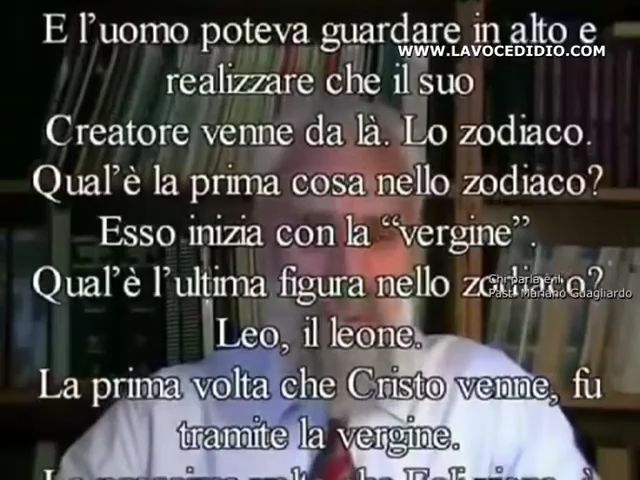 E l'uomo poteva guardare in alto e
WWW.LAVOCEDIDIO.COM
realizzare che il suo
Creatore venne da là. Lo zodiaco.
Qual'è la prima cosa nello zodiaco?
Esso inizia con la “vergine”.
Qual'è l'ultima figura nello zodiaco?
Chi parla è il
Past. Mariano Guagliardo
Leo, il leone.
La prima volta che Cristo venne, fu
tramite la vergine.